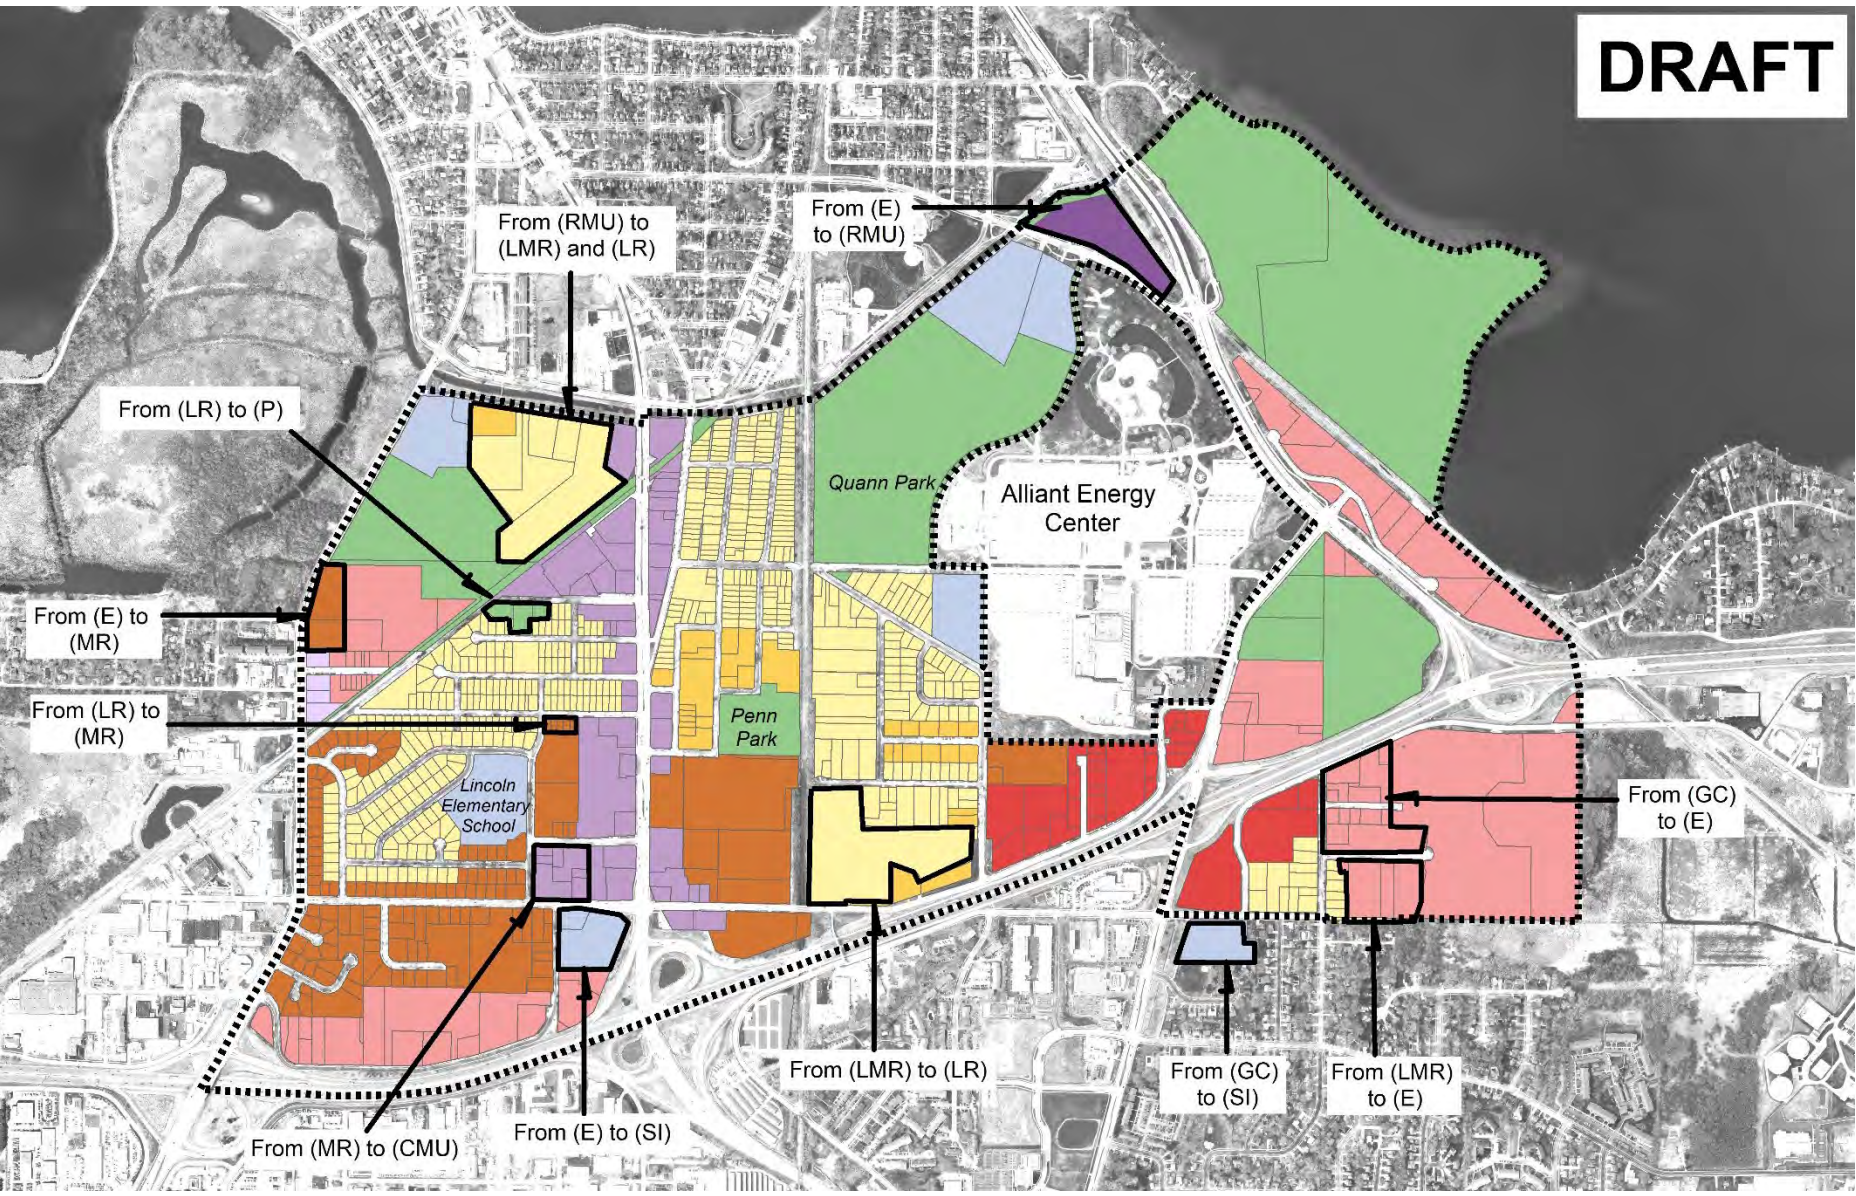 DRAFT
From (RMU) to
(LMR) and (LR)
From (E)
to (RMU)
From (LR) to (P)
Quann Park
Alliant Energy
Center
From (E) to
(MR)
From (LR) to
(MR)
Penn
Park
Lincoln
Elementary
School
From (GC)
to (E)
From (LMR) to (LR)
From (GC)
to (SI)
From (LMR)
to (E)
From (MR) to (CMU)
From (E) to (SI)